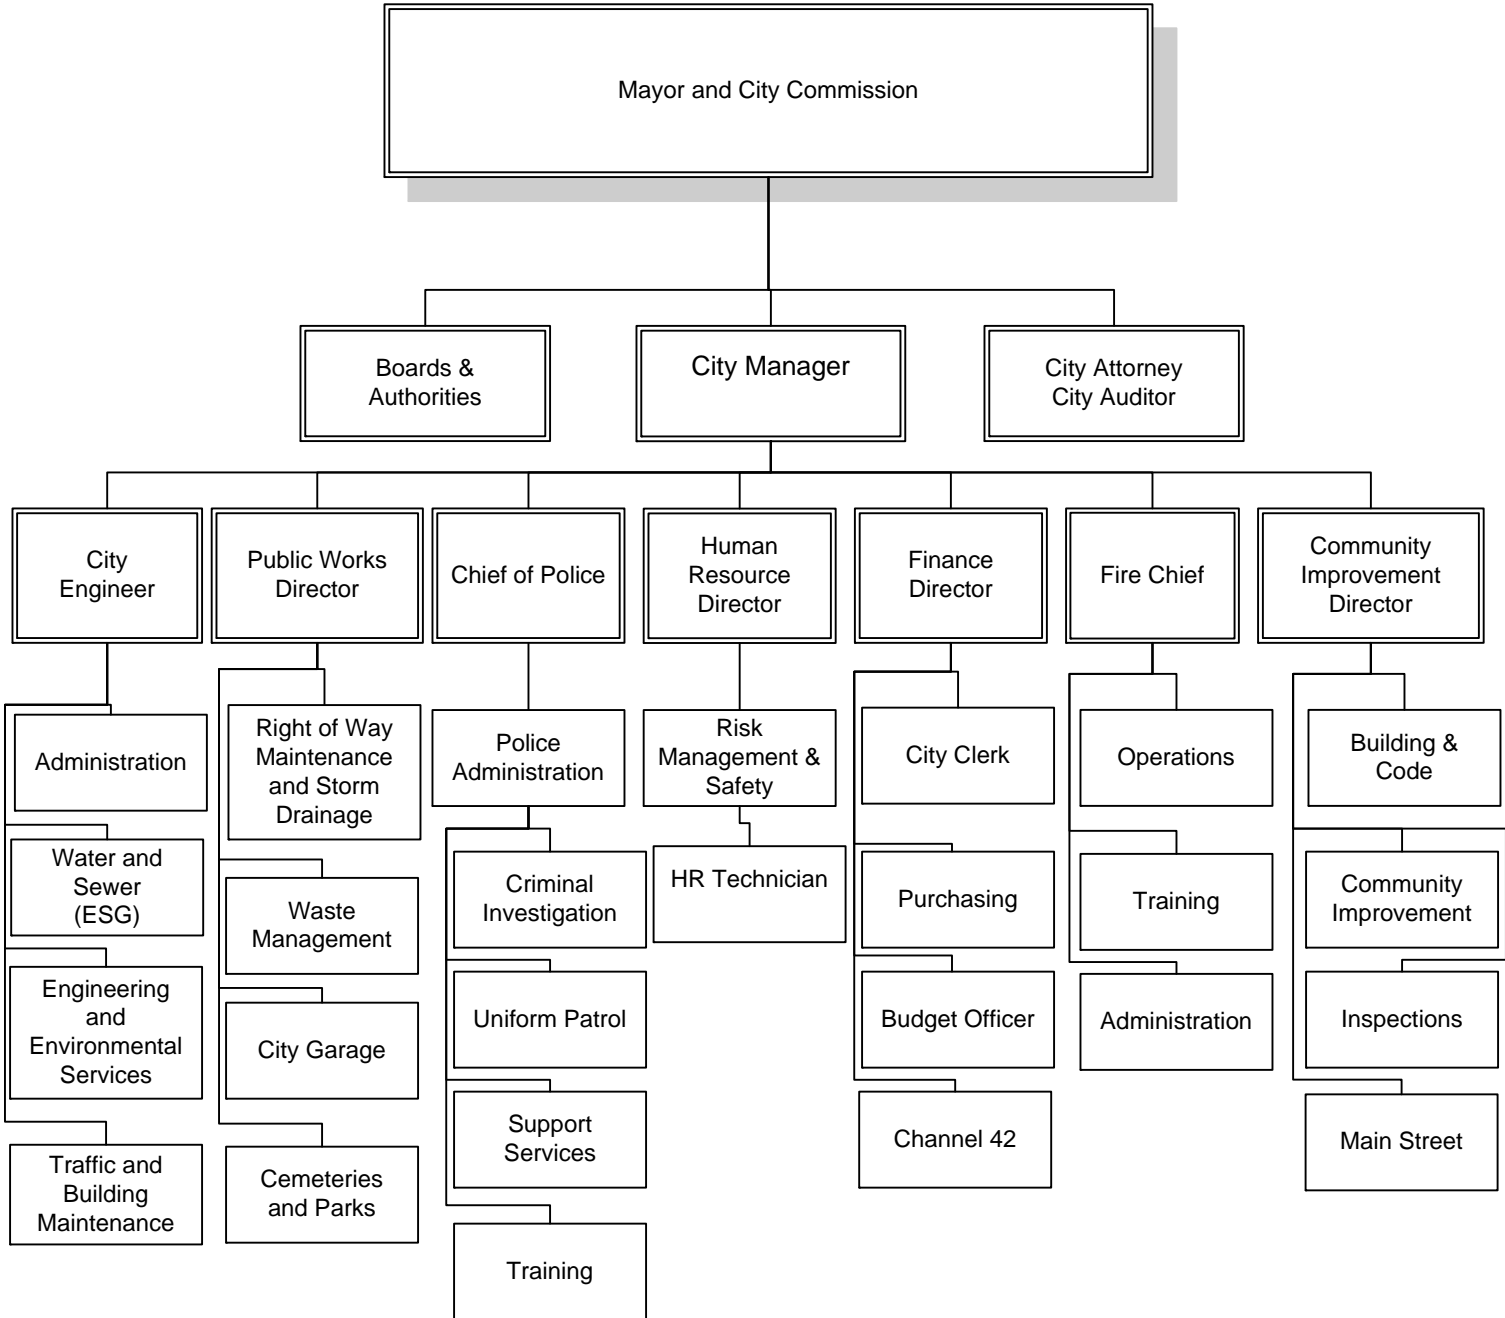 Mayor and City Commission
Boards &
Authorities
City Manager
City Attorney
City Auditor
City
Engineer
Public Works
Director
Chief of Police
Human
Resource
Director
Finance
Director
Fire Chief
Community
Improvement
Director
Administration
Right of Way
Maintenance
and Storm
Drainage
Police
Administration
Risk
Management &
Safety
City Clerk
Operations
Building &
Code
Water and
Sewer
(ESG)
Waste
Management
Criminal
Investigation
HR Technician
Purchasing
Training
Community
Improvement
Engineering
and
Environmental
Services
City Garage
Uniform Patrol
Budget Officer
Administration
Inspections
Traffic and
Building
Maintenance
Cemeteries
and Parks
Support
Services
Channel 42
Main Street
Training